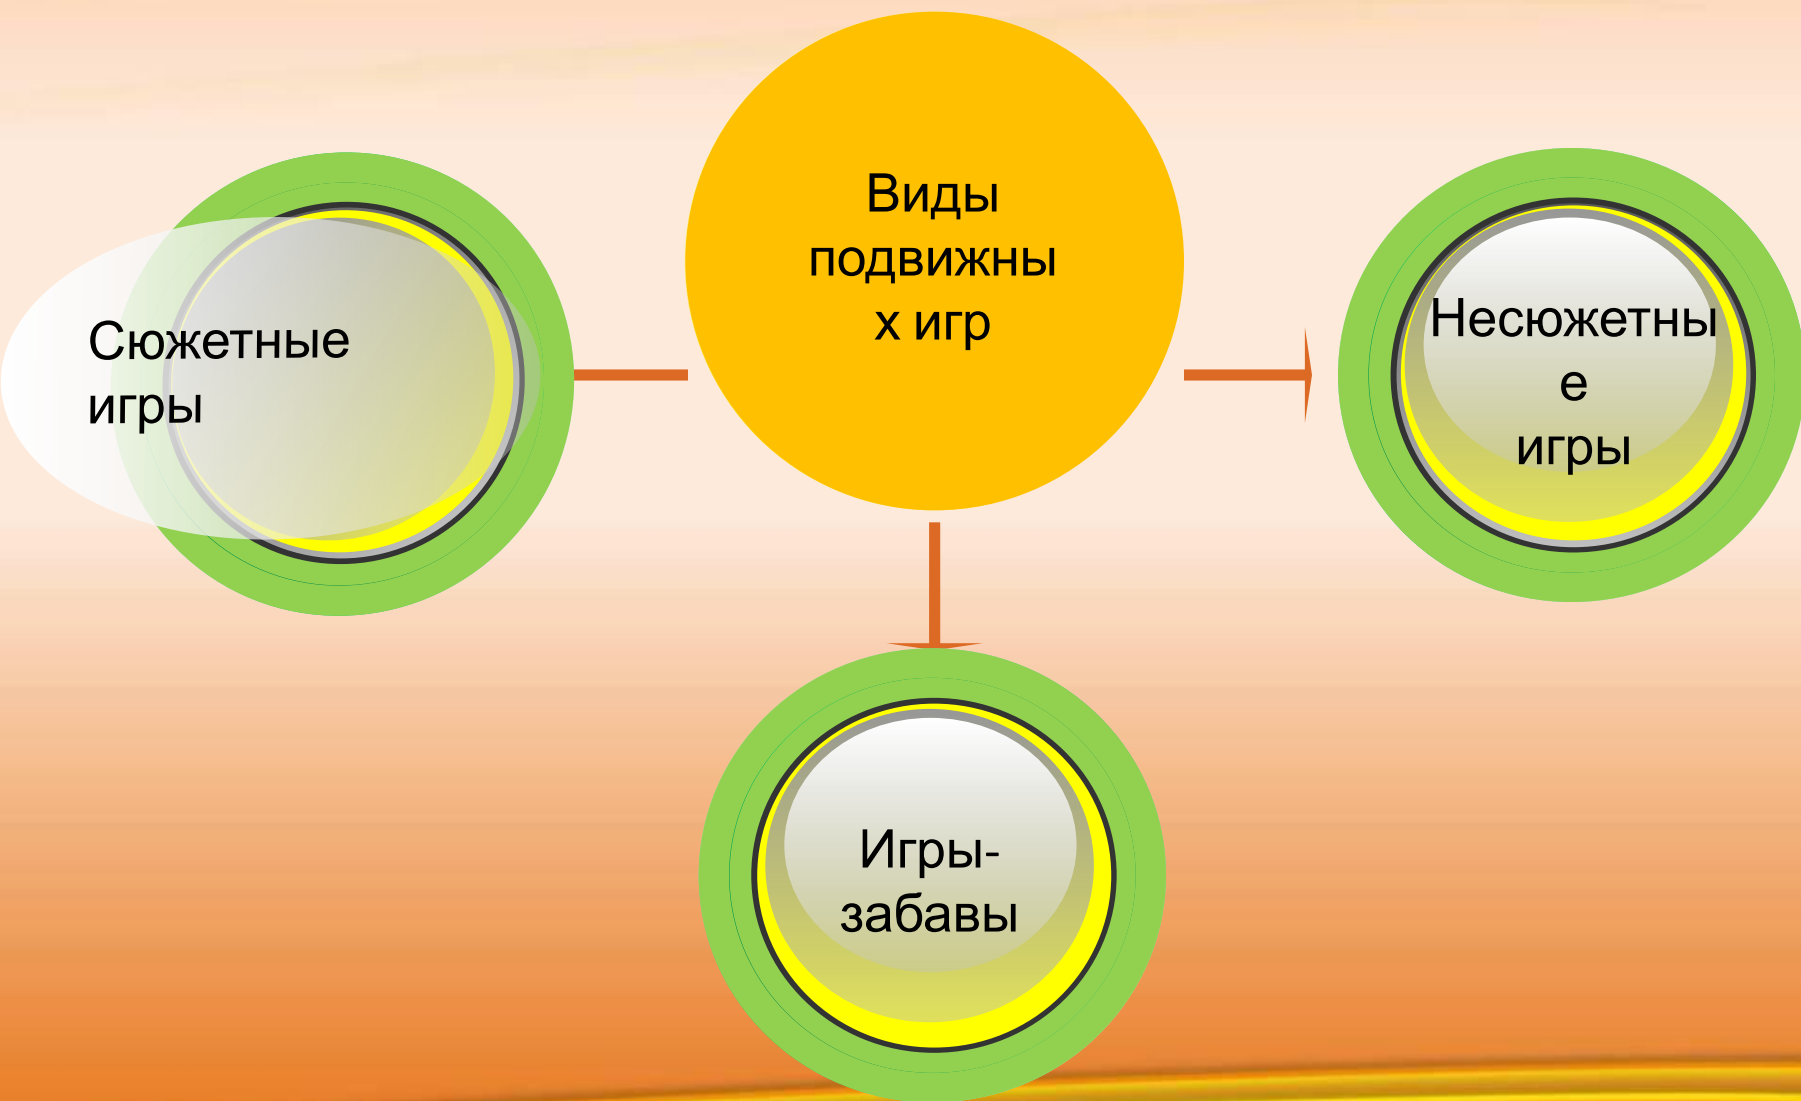 Виды
подвижны
х игр
Сюжетные
игры
Несюжетны
е
игры
Игры-
забавы